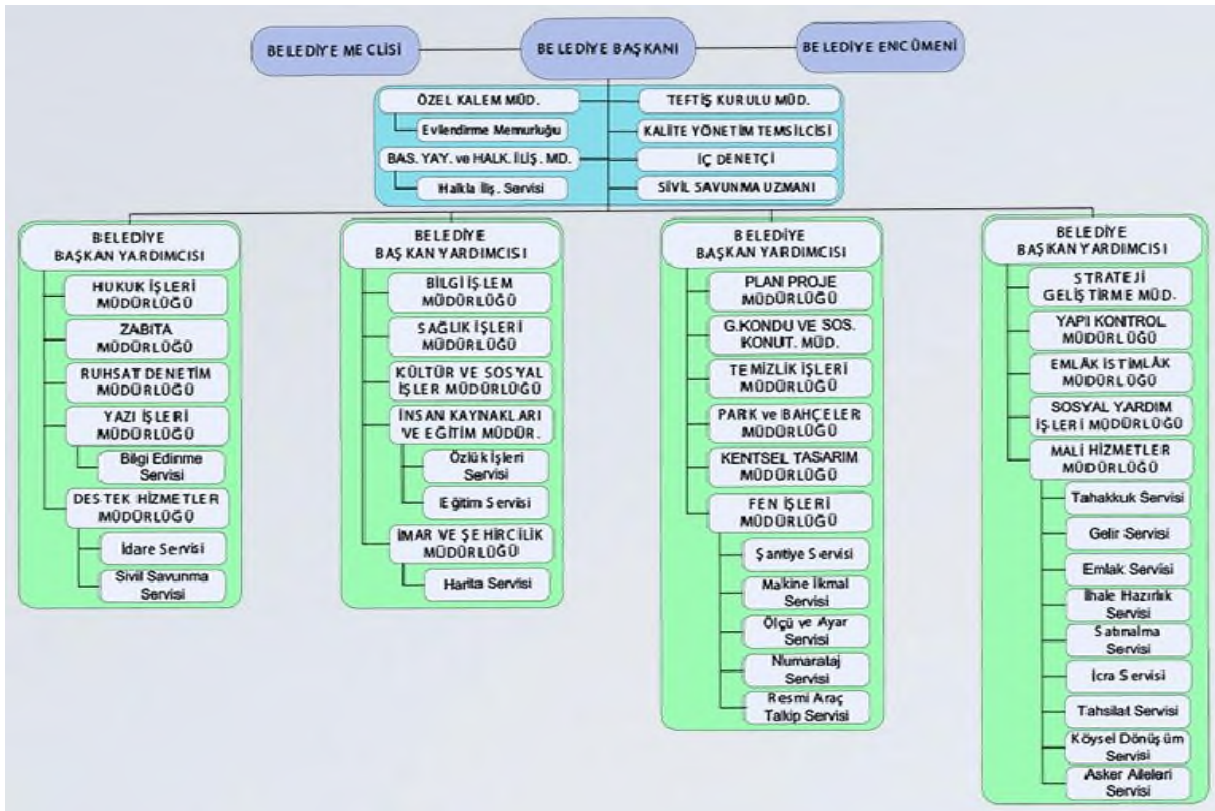 BELEDİYE MECLİSİ
BELEDİYE BAŞKANI
BELEDİYE ENCÜMENİ
ÖZEL KALEM MÜD.
Evlendirme Memurluğu
BAS. YAY. ve HALK. İLİŞ. MD.
Halkla İliş. Servisi
TEFTİŞ KURULU MÜD.
KALİTE YÖNETİM TEMSİLCİSİ
İÇ DENETÇİ
SİVİL SAVUNMA UZMANI
BELEDİYE
BAŞKAN YARDIMCISI
HUKUK İŞLERİ
MÜDÜRLÜĞÜ
ZABITA
MÜDÜRLÜĞÜ
RUHSAT DENETİM
MÜDÜRLÜĞÜ
YAZI İŞLERİ
MÜDÜRLÜĞÜ
Bilgi Edinme
Servisi
DESTEK HİZMETLER
MÜDÜRLÜĞÜ
İdare Servisi
Sivil Savunma
Servisi
BELEDİYE
BAŞKAN YARDIMCISI
BİLGİ İŞLEM
MÜDÜRLÜĞÜ
SAĞLIK İŞLERİ
MÜDÜRLÜĞÜ
KÜLTÜR VE SOSYAL
İŞLER MÜDÜRLÜĞÜ
İNSAN KAYNAKLARI
VE EĞİTİM MÜDÜR.
Özlük İşleri
Servisi
Eğitim Servisi
İMAR VE ŞEHİRCİLİK
MÜDÜRLÜĞÜ
Harita Servisi
BELEDİYE
BAŞKAN YARDIMCISI
PLAN PROJE
MÜDÜRLÜĞÜ
G.KONDU VE SOS.
KONUT. MÜD.
TEMİZLİK İŞLERİ
MÜDÜRLÜĞÜ
PARK ve BAHÇELER
MÜDÜRLÜĞÜ
KENTSEL TASARIM
MÜDÜRLÜĞÜ
FEN İŞLERİ
MÜDÜRLÜĞÜ
Şantiye Servisi
Makine İkmal
Servisi
Ölçü ve Ayar
Servisi
Numarataj
Servisi
Resmi Araç
Takip Servisi
BELEDİYE
BAŞKAN YARDIMCISI
STRATEJİ
GELİŞTİRME MÜD.
YAPI KONTROL
MÜDÜRLÜĞÜ
EMLÂK İSTİMLÂK
MÜDÜRLÜĞÜ
SOSYAL YARDIM
İŞLERİ MÜDÜRLÜĞÜ
MALİ HİZMETLER
MÜDÜRLÜĞÜ
Tahakkuk Servisi
Gelir Servisi
Emlak Servisi
İhale Hazırlık
Servisi
Satınalma
Servisi
İcra Servisi
Tahsilat Servisi
Köysel Dönüşüm
Servisi
Asker Aileleri
Servisi